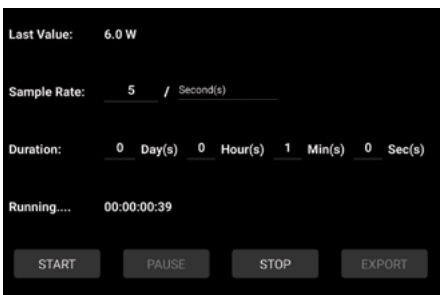 Last Value: 6.0 W
Sample Rate: 5 / Second(s)
Duration: 0 Day(s) 0 Hour(s) 1 Min(s) 0 Sec(s)
Running.... 00:00:00:39
START PAUSE STOP EXPORT